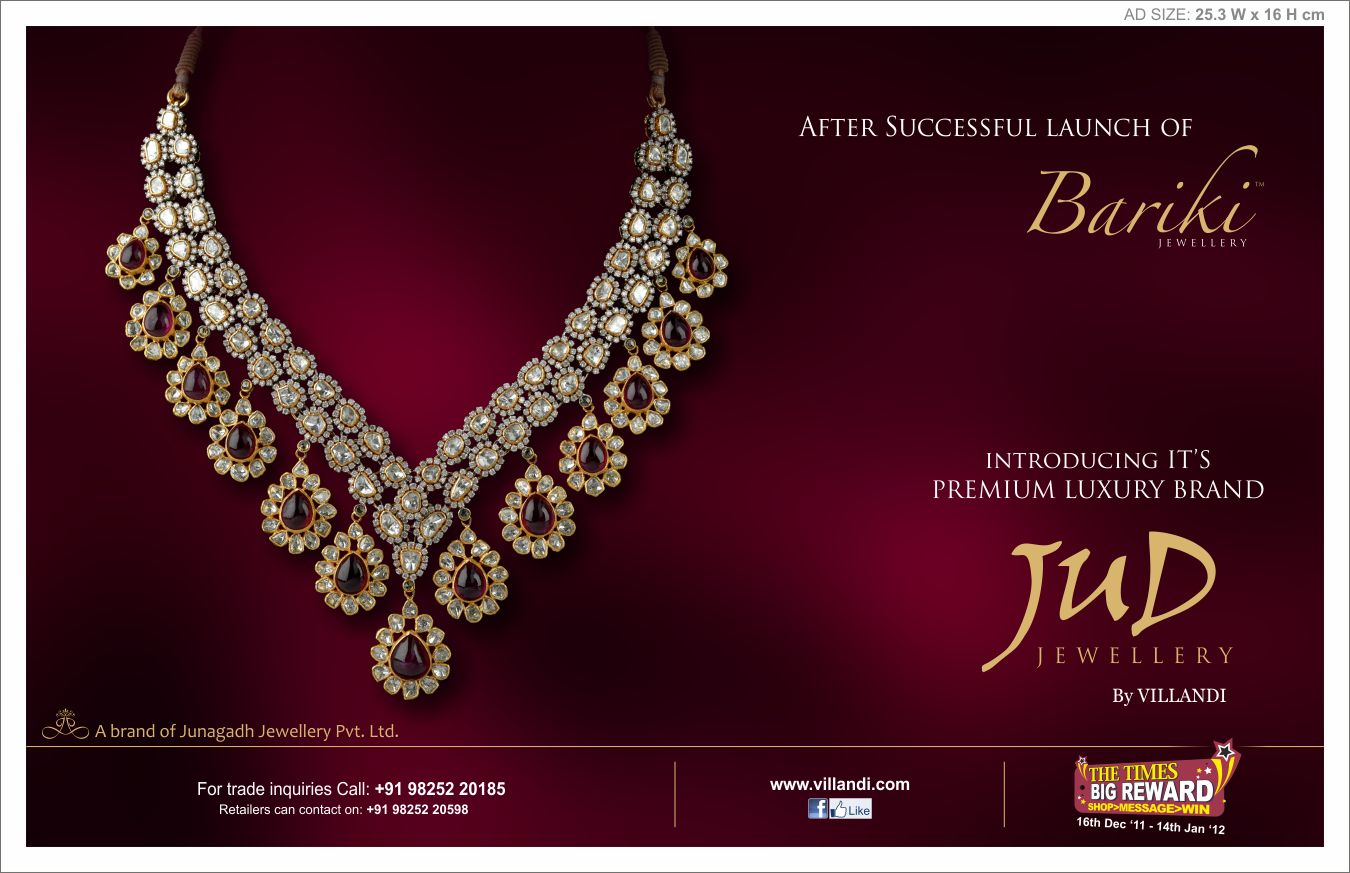 AD SIZE: 25.3 W x 16 H cm
AFTER SUCCESSFUL LAUNCH OF
Bariki™
JEWELLERY
INTRODUCING IT'S
PREMIUM LUXURY BRAND
JUD
JEWELLERY
By VILLANDI
A brand of Junagadh Jewellery Pvt. Ltd.
For trade inquiries Call: +91 98252 20185
Retailers can contact on: +91 98252 20598
www.villandi.com
f Like
THE TIMES
BIG REWARD
SHOP>MESSAGE>WIN
16th Dec ‘11 - 14th Jan ‘12